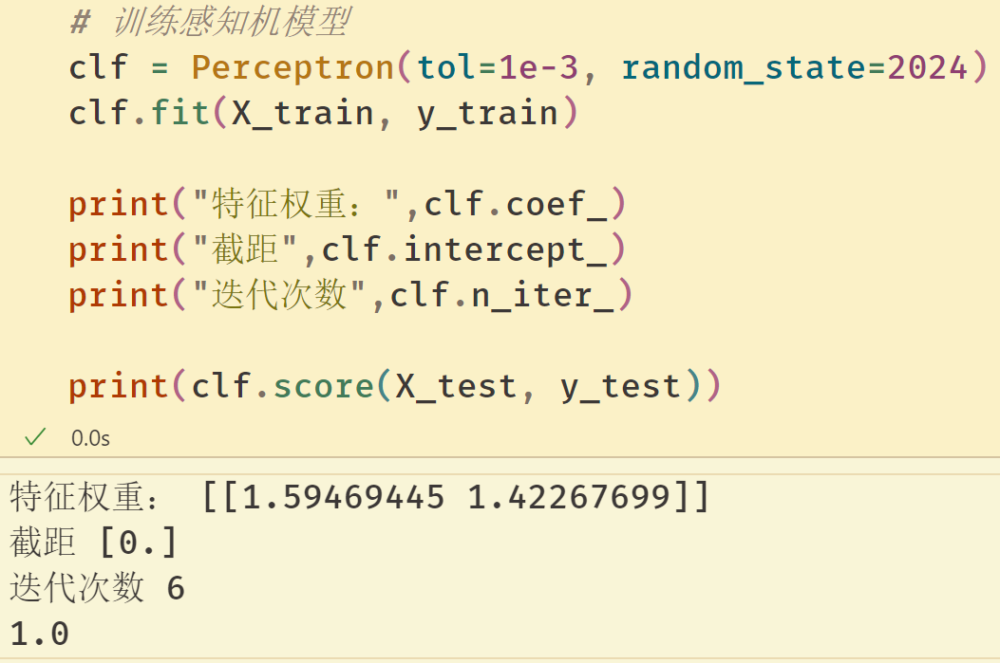 # 训练感知机模型
clf = Perceptron(tol=1e-3, random_state=2024)
clf.fit(X_train, y_train)
print("特征权重：",clf.coef_)
print("截距",clf.intercept_)
print("迭代次数",clf.n_iter_)
print(clf.score(X_test, y_test))
0.0s
特征权重： [[1.59469445 1.42267699]]
截距 [0.]
迭代次数 6
1.0